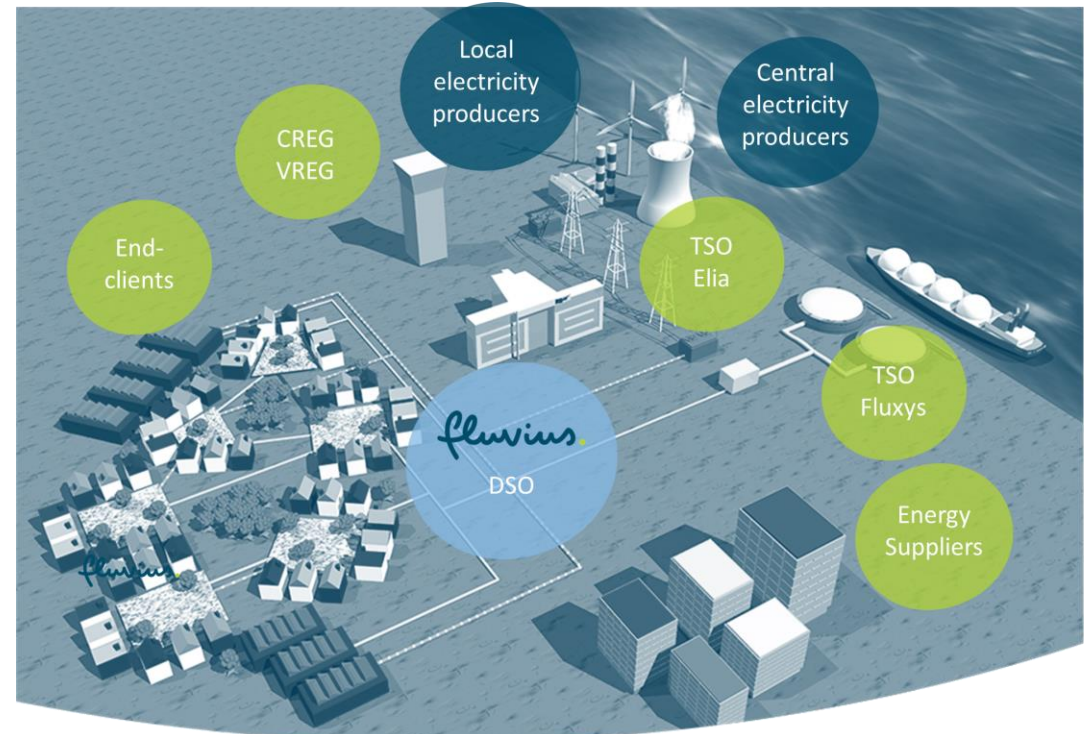 Local
electricity
producers
Central
electricity
producers
CREG
VREG
End-
clients
TSO
Elia
TSO
Fluxys
fluvius.
DSO
Energy
Suppliers
fluvius.